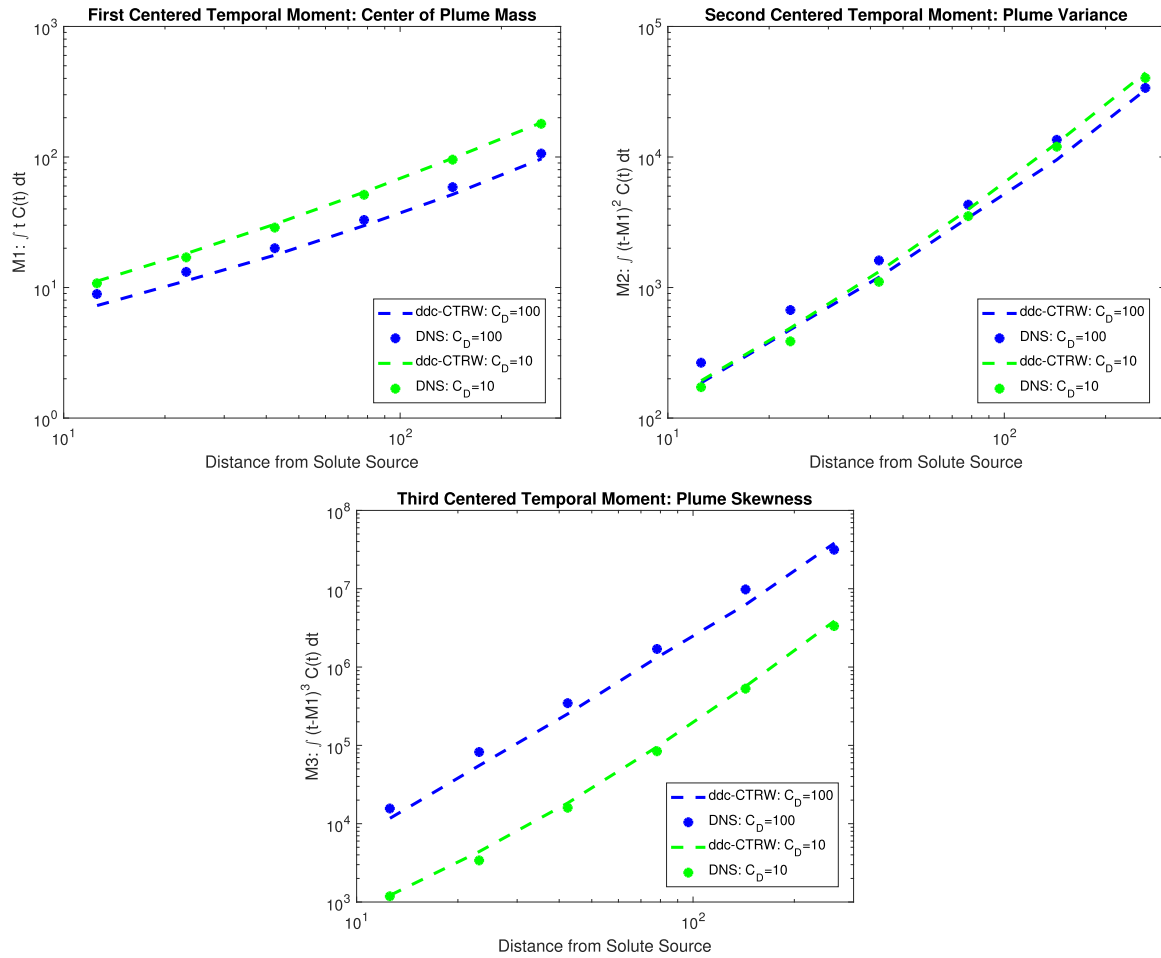 First Centered Temporal Moment: Center of Plume Mass
10^3
10^2
10^1
10^0
M1: ∫ t C(t) dt
10^1
10^2
Distance from Solute Source
ddc-CTRW: C_D=100
DNS: C_D=100
ddc-CTRW: C_D=10
DNS: C_D=10
Second Centered Temporal Moment: Plume Variance
10^5
10^4
10^3
10^2
M2: ∫ (t-M1)^2 C(t) dt
10^1
10^2
Distance from Solute Source
ddc-CTRW: C_D=100
DNS: C_D=100
ddc-CTRW: C_D=10
DNS: C_D=10
Third Centered Temporal Moment: Plume Skewness
10^8
10^7
10^6
10^5
10^4
10^3
M3: ∫ (t-M1)^3 C(t) dt
10^1
10^2
Distance from Solute Source
ddc-CTRW: C_D=100
DNS: C_D=100
ddc-CTRW: C_D=10
DNS: C_D=10